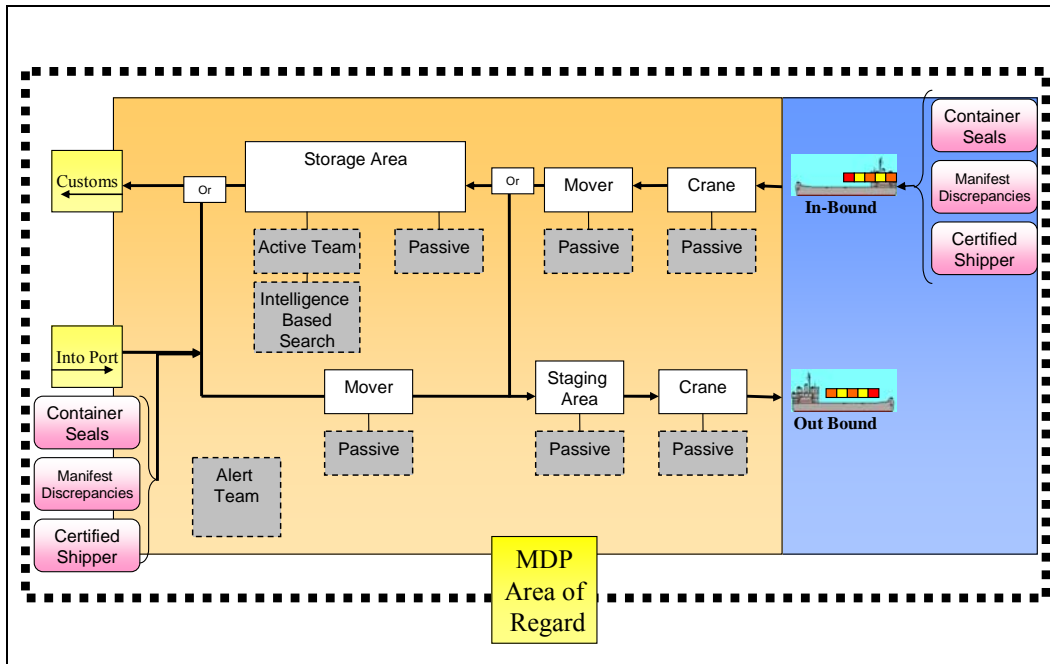 Container
Seals
Manifest
Discrepancies
Certified
Shipper
In-Bound
Crane
Passive
Mover
Passive
Or
Storage Area
Active Team
Intelligence
Based
Search
Passive
Or
Customs
Into Port
Container
Seals
Manifest
Discrepancies
Certified
Shipper
Mover
Passive
Staging
Area
Passive
Crane
Passive
Out Bound
Alert
Team
MDP
Area of
Regard